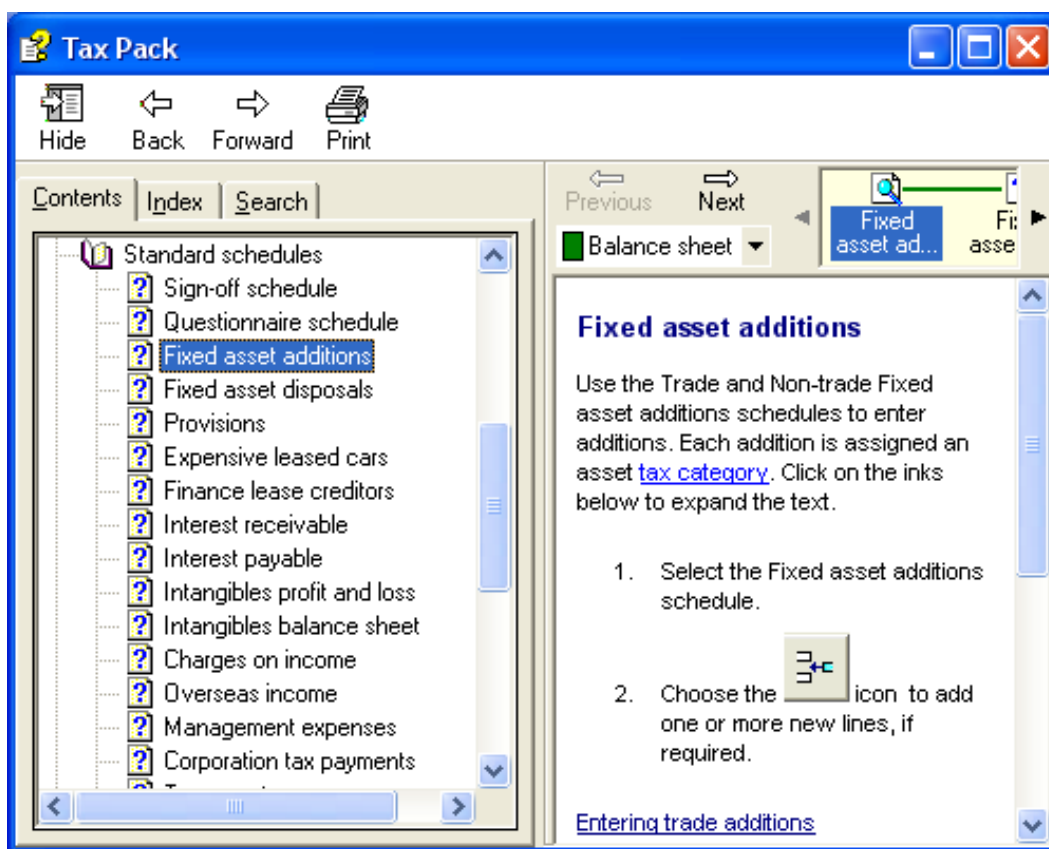 Tax Pack
Hide Back Forward Print
Contents Index Search
Standard schedules
Sign-off schedule
Questionnaire schedule
Fixed asset additions
Fixed asset disposals
Provisions
Expensive leased cars
Finance lease creditors
Interest receivable
Interest payable
Intangibles profit and loss
Intangibles balance sheet
Charges on income
Overseas income
Management expenses
Corporation tax payments
Previous Next
Balance sheet
Fixed
asset ad...
asse
Fixed asset additions
Use the Trade and Non-trade Fixed
asset additions schedules to enter
additions. Each addition is assigned an
asset tax category. Click on the inks
below to expand the text.
1. Select the Fixed asset additions
schedule.
2. Choose the icon to add
one or more new lines, if
required.
Entering trade additions